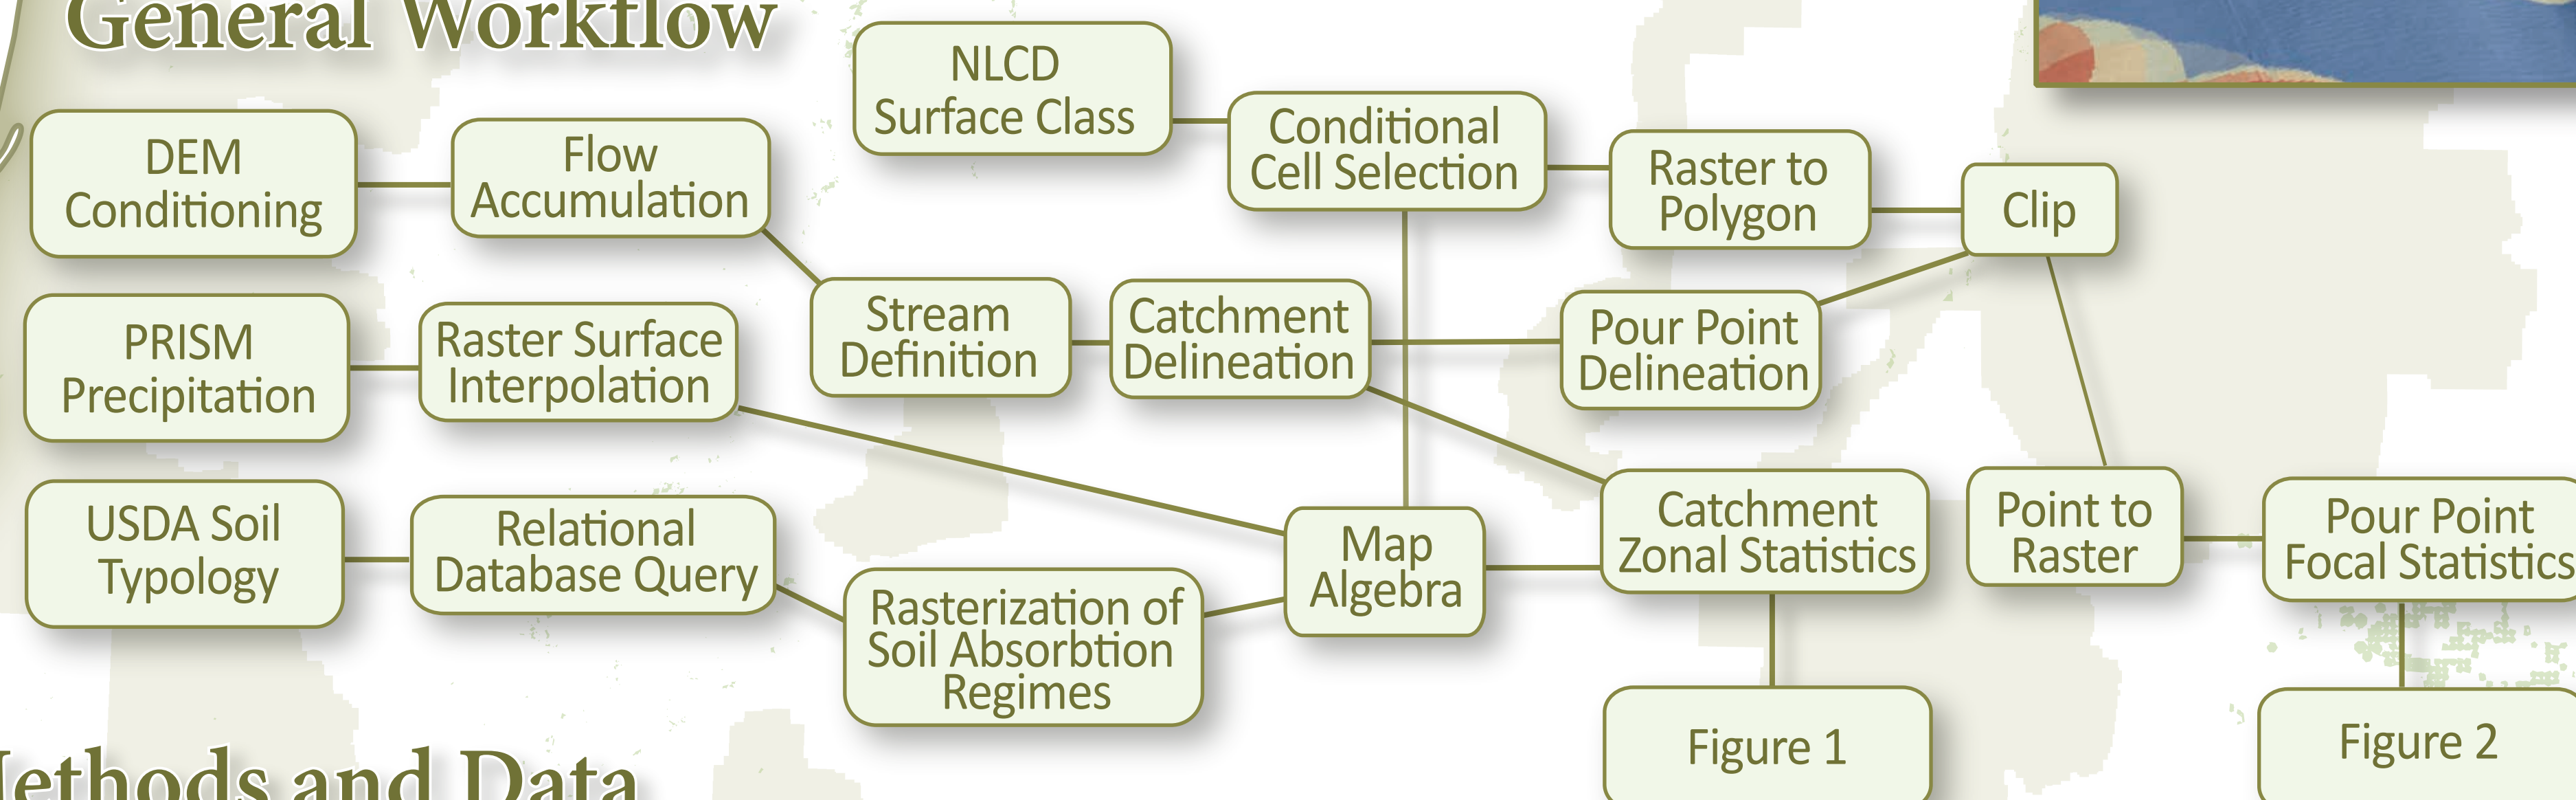 General Workflow
NLCD
Surface Class
Conditional
Cell Selection
Raster to
Polygon
Clip
DEM
Conditioning
Flow
Accumulation
Stream
Definition
Catchment
Delineation
Pour Point
Delineation
PRISM
Precipitation
Raster Surface
Interpolation
USDA Soil
Typology
Relational
Database Query
Rasterization of
Soil Absorbtion
Regimes
Map
Algebra
Catchment
Zonal Statistics
Point to
Raster
Pour Point
Focal Statistics
Figure 1
Figure 2
Methods and Data